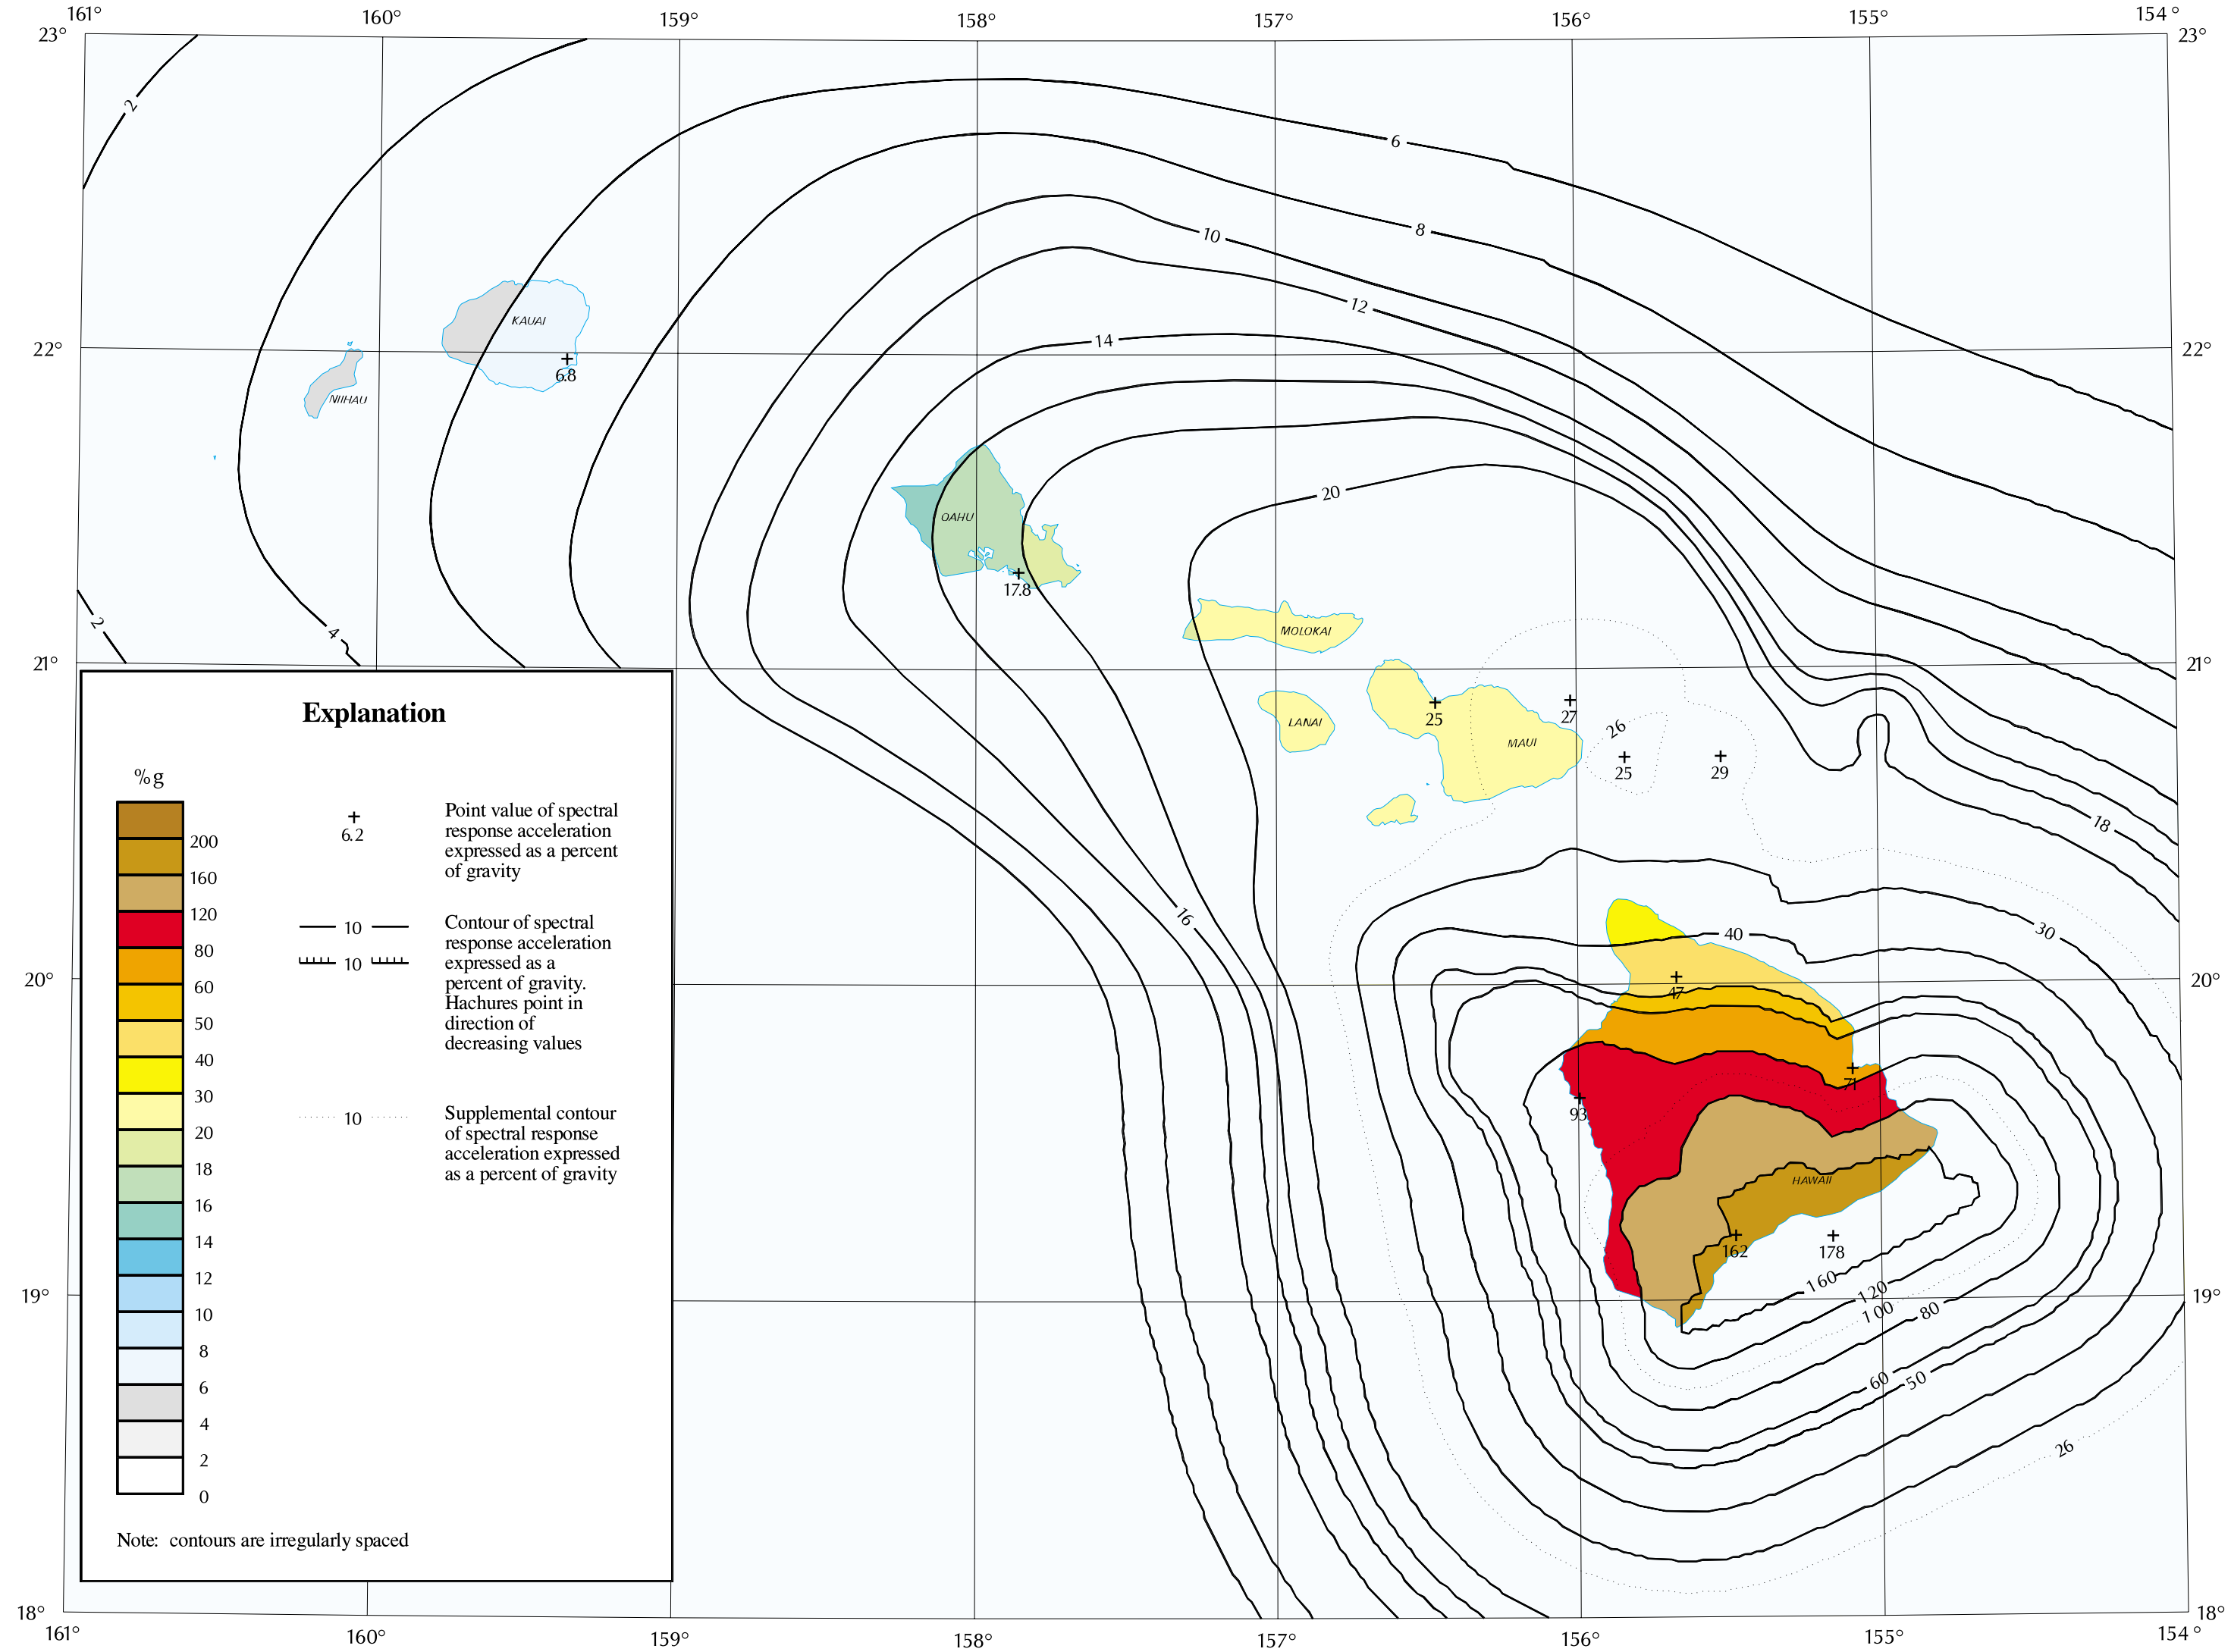 161° 160° 159° 158° 157° 156° 155° 154°
23° 23°
2
6
8
10
12
KAUAI
14
22° 22°
6.8
NIIHAU
20
OAHU
17.8
2
4
MOLOKAI
21° 21°
Explanation
25 27
LANAI
26
MAUI
25 29
%g
200
160
120
80
60
50
40
30
20
18
16
14
12
10
8
6
4
2
0
6.2
Point value of spectral
response acceleration
expressed as a percent
of gravity
10
10
Contour of spectral
response acceleration
expressed as a
percent of gravity.
Hachures point in
direction of
decreasing values
10
Supplemental contour
of spectral response
acceleration expressed
as a percent of gravity
Note: contours are irregularly spaced
18
16
40
30
20° 20°
47
71
93
HAWAII
162 178
160
120
19° 19°
100 80
60 50
26
18° 18°
161° 160° 159° 158° 157° 156° 155° 154°